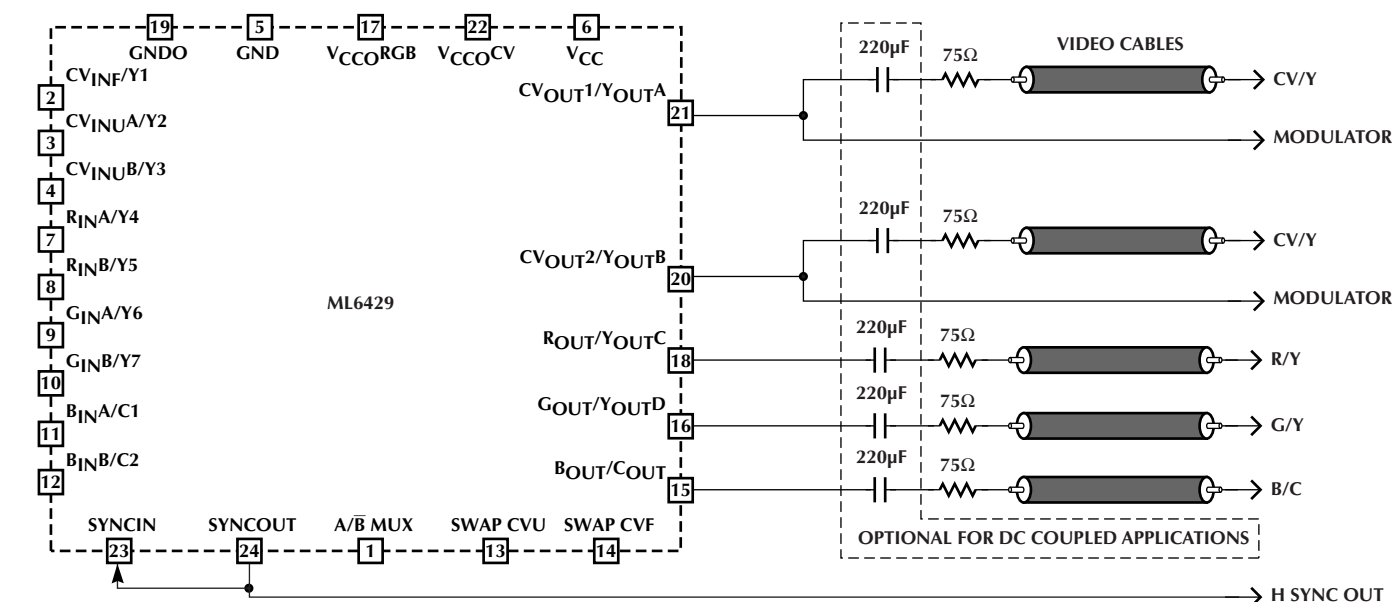 19 5 17 22 6
GNDO GND VCCORGB VCCOCV VCC
CVINF/Y1
2
CVINUA/Y2
3
CVINUB/Y3
4
RINA/Y4
7
RINB/Y5
8
GINA/Y6
9
GINB/Y7
10
BINA/C1
11
BINB/C2
12
ML6429
CVOUT1/YOUTA
21
CVOUT2/YOUTB
20
ROUT/YOUTC
18
GOUT/YOUTD
16
BOUT/COUT
15
SYNCIN SYNCOUT A/B̅ MUX SWAP CVU SWAP CVF
23 24 1 13 14
VIDEO CABLES
220µF 75Ω CV/Y
MODULATOR
220µF 75Ω CV/Y
MODULATOR
220µF 75Ω R/Y
220µF 75Ω G/Y
220µF 75Ω B/C
OPTIONAL FOR DC COUPLED APPLICATIONS
H SYNC OUT